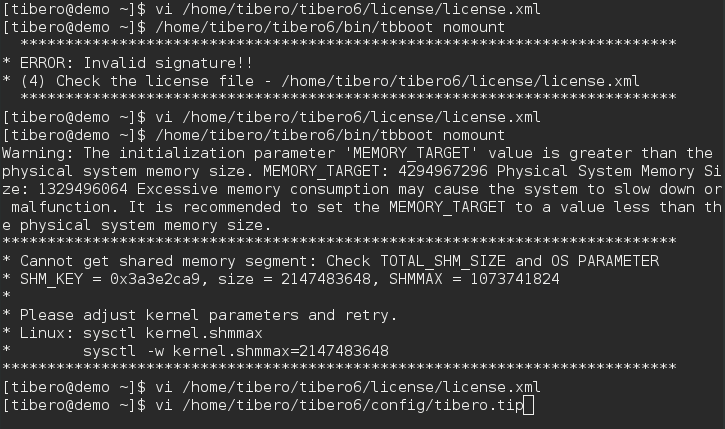 [tibero@demo ~]$ vi /home/tibero/tibero6/license/license.xml
[tibero@demo ~]$ /home/tibero/tibero6/bin/tbboot nomount
*************************************************************************
* ERROR: Invalid signature!!
* (4) Check the license file - /home/tibero/tibero6/license/license.xml
*************************************************************************
[tibero@demo ~]$ vi /home/tibero/tibero6/license/license.xml
[tibero@demo ~]$ /home/tibero/tibero6/bin/tbboot nomount
Warning: The initialization parameter 'MEMORY_TARGET' value is greater than the
physical system memory size. MEMORY_TARGET: 4294967296 Physical System Memory Si
ze: 1329496064 Excessive memory consumption may cause the system to slow down or
malfunction. It is recommended to set the MEMORY_TARGET to a value less than th
e physical system memory size.
***************************************************************************
* Cannot get shared memory segment: Check TOTAL_SHM_SIZE and OS PARAMETER
* SHM_KEY = 0x3a3e2ca9, size = 2147483648, SHMMAX = 1073741824
*
* Please adjust kernel parameters and retry.
* Linux: sysctl kernel.shmmax
*        sysctl -w kernel.shmmax=2147483648
***************************************************************************
[tibero@demo ~]$ vi /home/tibero/tibero6/license/license.xml
[tibero@demo ~]$ vi /home/tibero/tibero6/config/tibero.tip